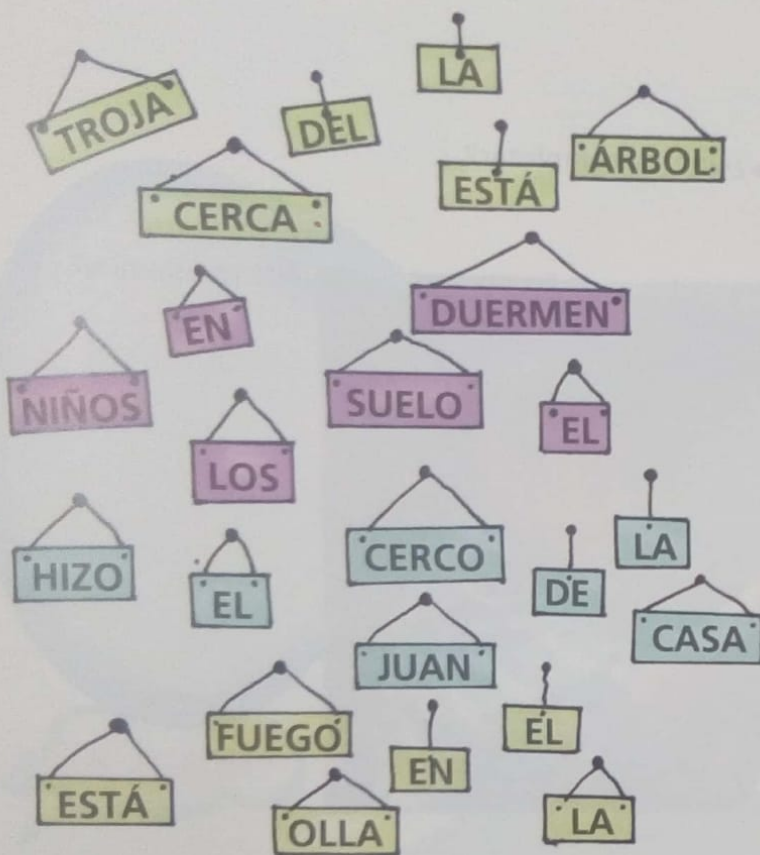 LA
TROJA
DEL
ÁRBOL
ESTÁ
CERCA
EN
DUERMEN
NIÑOS
SUELO
EL
LOS
LA
HIZO
EL
CERCO
DE
CASA
JUAN
FUEGO
EL
EN
ESTÁ
OLLA
LA